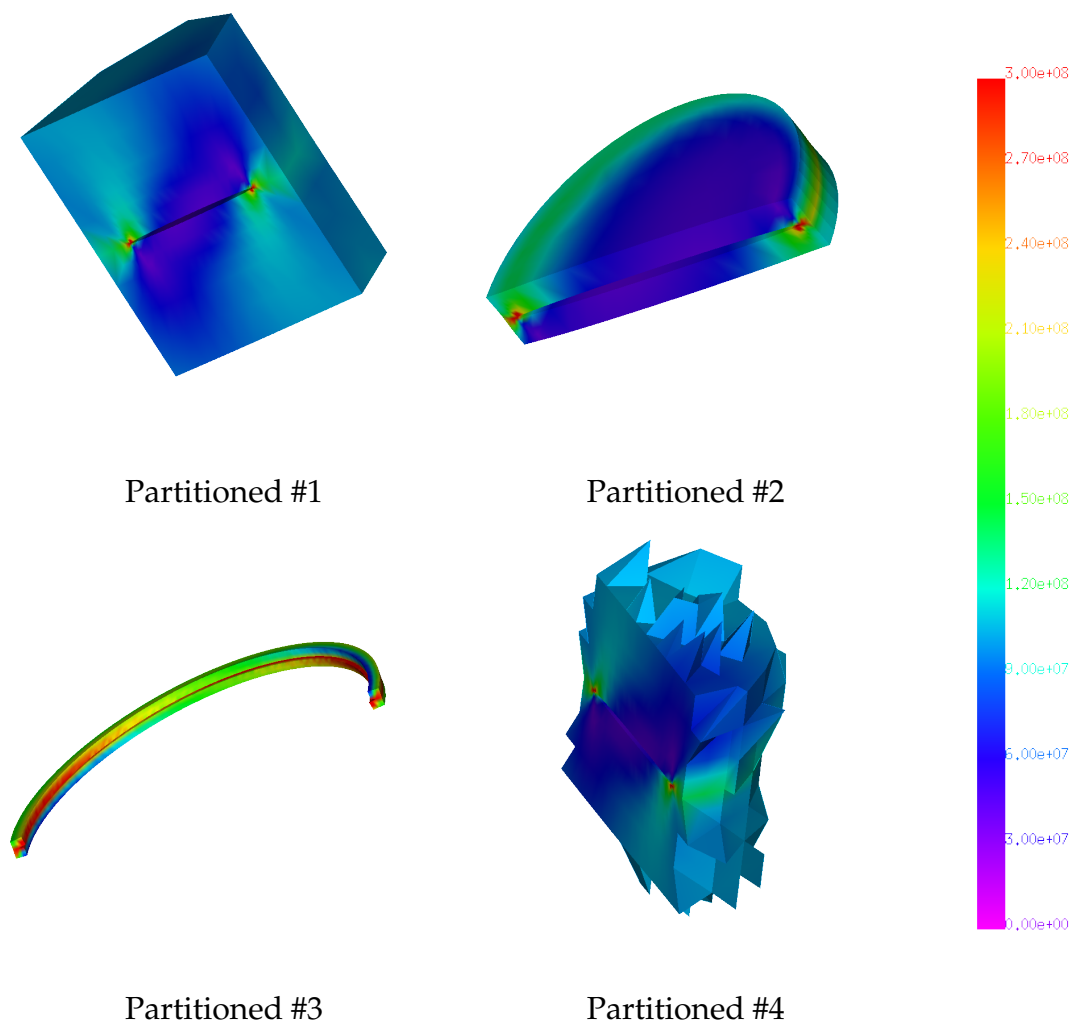 3.00e+08
2.70e+08
2.40e+08
2.10e+08
1.80e+08
1.50e+08
1.20e+08
9.00e+07
6.00e+07
3.00e+07
0.00e+00
Partitioned #1
Partitioned #2
Partitioned #3
Partitioned #4